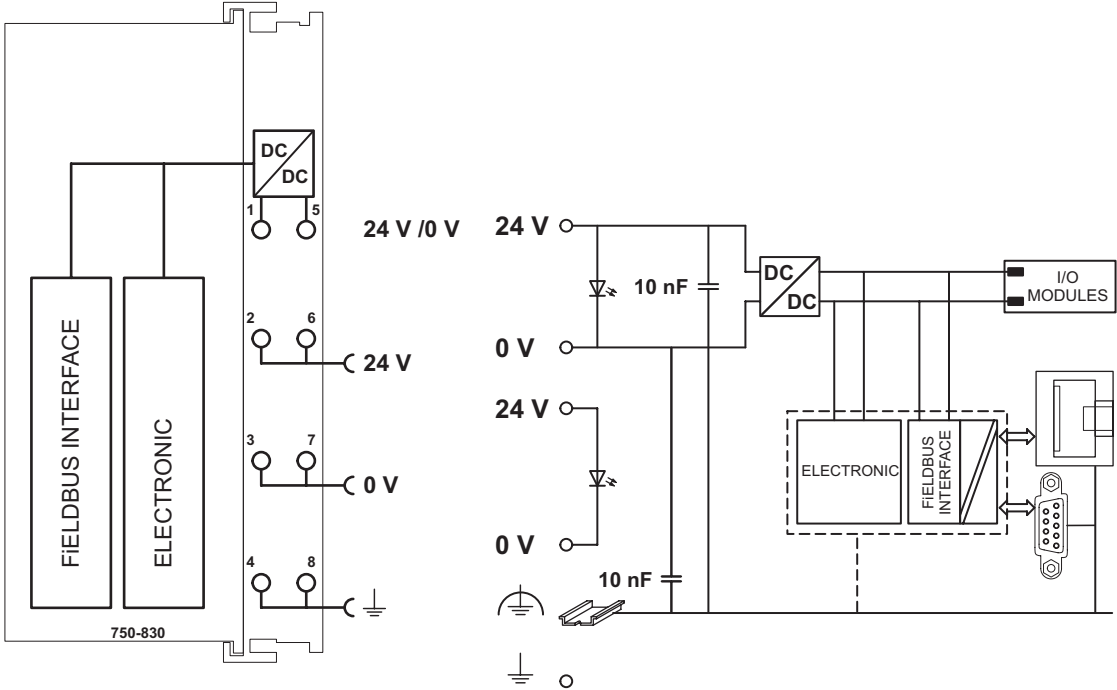 DC
DC
1
5
24 V /0 V
24 V
DC
DC
10 nF
I/O
MODULES
2
6
24 V
0 V
24 V
FiELDBUS INTERFACE
ELECTRONIC
3
7
0 V
ELECTRONIC
FiELDBUS
INTERFACE
0 V
4
8
10 nF
750-830